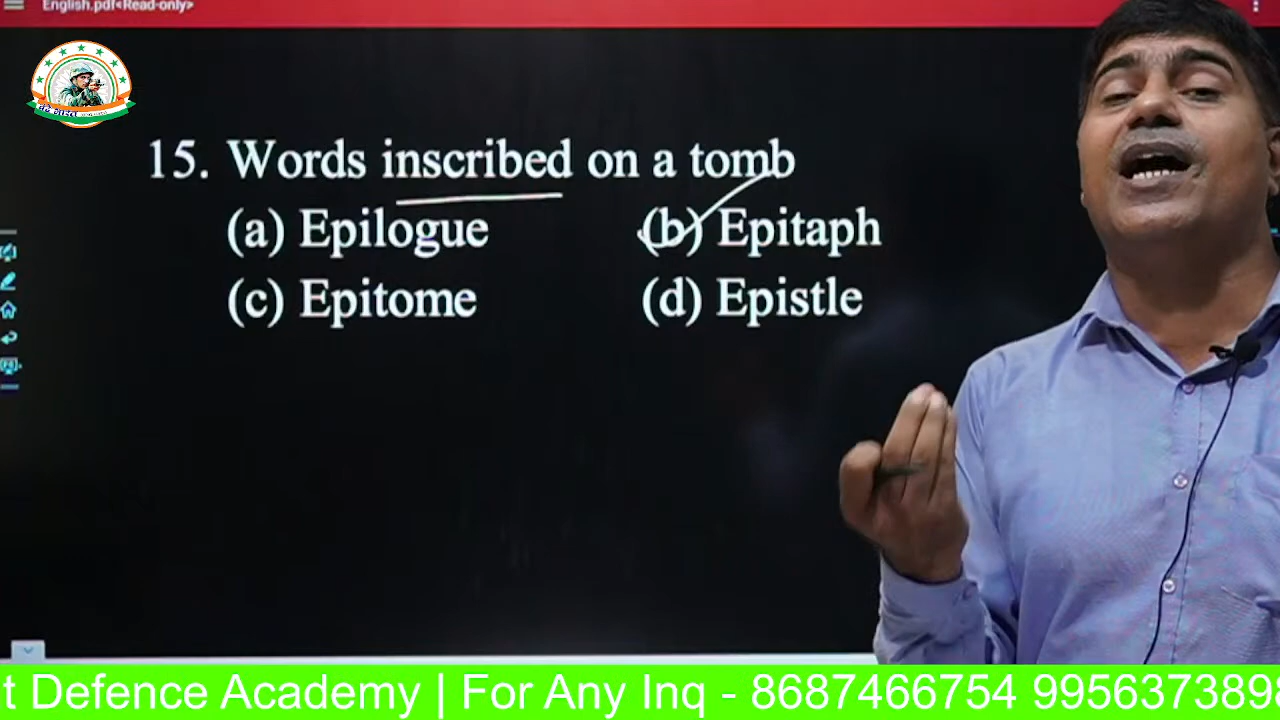 English.pdf<Read-only>
15. Words inscribed on a tomb
(a) Epilogue (b) Epitaph
(c) Epitome (d) Epistle
t Defence Academy | For Any Inq - 8687466754 995637389